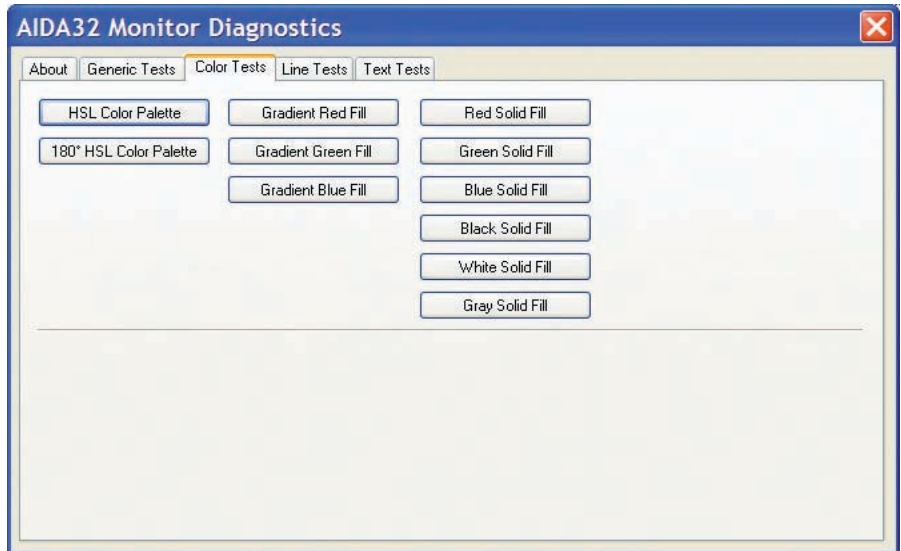 AIDA32 Monitor Diagnostics
About Generic Tests Color Tests Line Tests Text Tests
HSL Color Palette Gradient Red Fill Red Solid Fill
180° HSL Color Palette Gradient Green Fill Green Solid Fill
Gradient Blue Fill Blue Solid Fill
Black Solid Fill
White Solid Fill
Gray Solid Fill